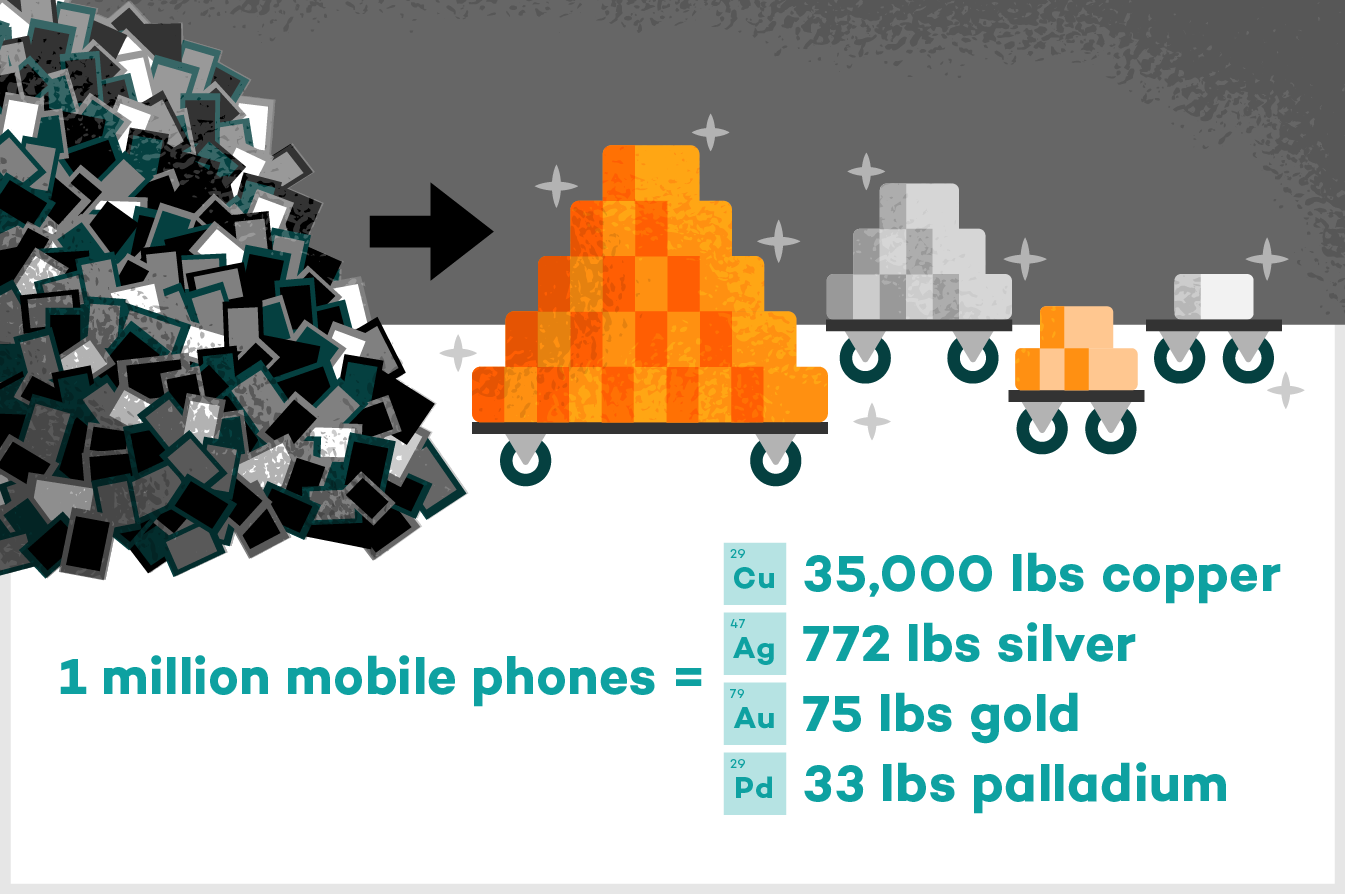 1 million mobile phones =
29
Cu
35,000 lbs copper
47
Ag
772 lbs silver
79
Au
75 lbs gold
29
Pd
33 lbs palladium